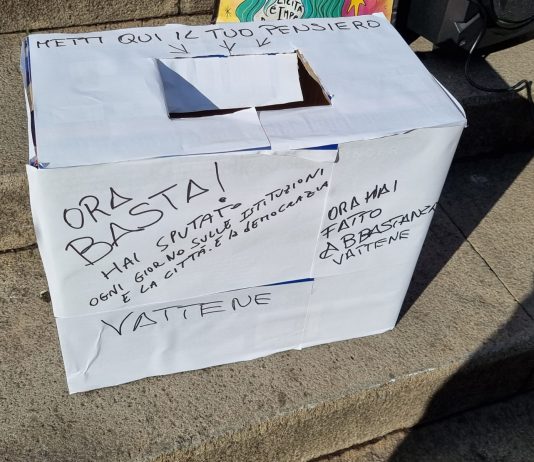 METTI QUI IL TUO PENSIERO
ORA
BASTA!
HAI SPUTATO
OGNI GIORNO SULLE ISTITUZIONI
E LA CITTÀ. E LA DEMOCRAZIA
VATTENE
ORA HAI
FATTO
ABBASTANZA
VATTENE